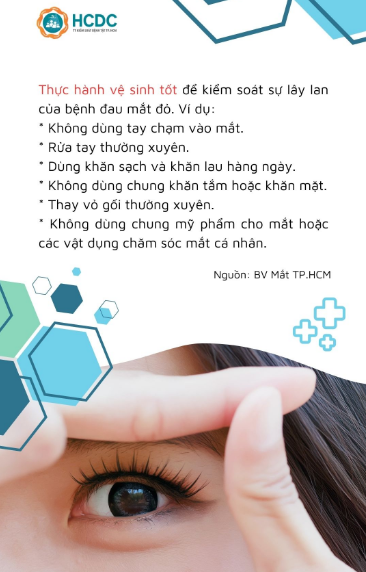 HCDC
Thực hành vệ sinh tốt để kiểm soát sự lây lan
của bệnh đau mắt đỏ. Ví dụ:
* Không dùng tay chạm vào mắt.
* Rửa tay thường xuyên.
* Dùng khăn sạch và khăn lau hàng ngày.
* Không dùng chung khăn tắm hoặc khăn mặt.
* Thay vỏ gối thường xuyên.
* Không dùng chung mỹ phẩm cho mắt hoặc
các vật dụng chăm sóc mắt cá nhân.
Nguồn: BV Mắt TP.HCM